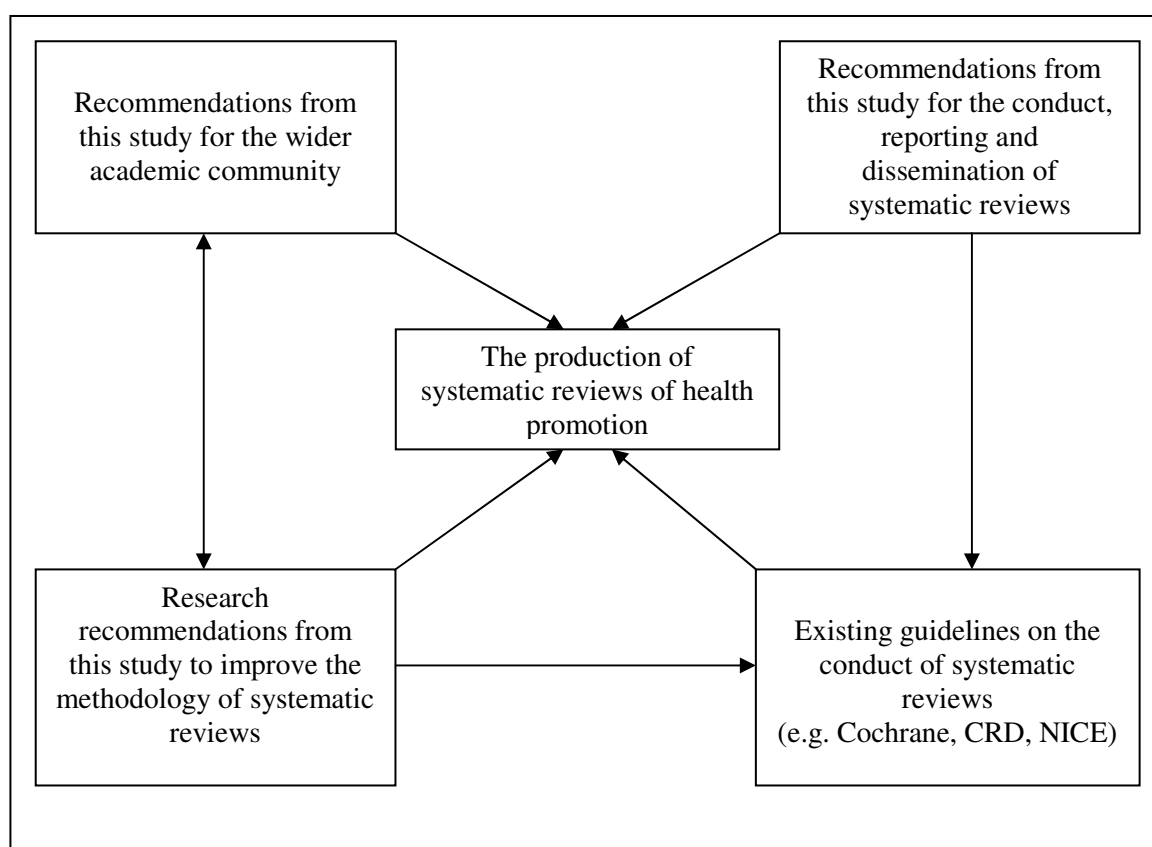 Recommendations from
this study for the wider
academic community
Recommendations from
this study for the conduct,
reporting and
dissemination of
systematic reviews
The production of
systematic reviews of health
promotion
Research
recommendations from
this study to improve the
methodology of systematic
reviews
Existing guidelines on the
conduct of systematic
reviews
(e.g. Cochrane, CRD, NICE)